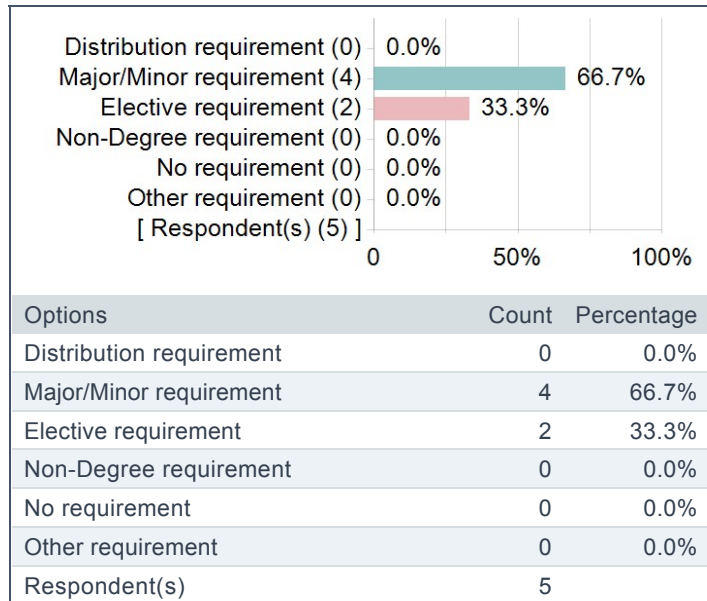 Distribution requirement (0) 0.0%
Major/Minor requirement (4) 66.7%
Elective requirement (2) 33.3%
Non-Degree requirement (0) 0.0%
No requirement (0) 0.0%
Other requirement (0) 0.0%
[ Respondent(s) (5) ]
0 50% 100%
Options Count Percentage
Distribution requirement 0 0.0%
Major/Minor requirement 4 66.7%
Elective requirement 2 33.3%
Non-Degree requirement 0 0.0%
No requirement 0 0.0%
Other requirement 0 0.0%
Respondent(s) 5